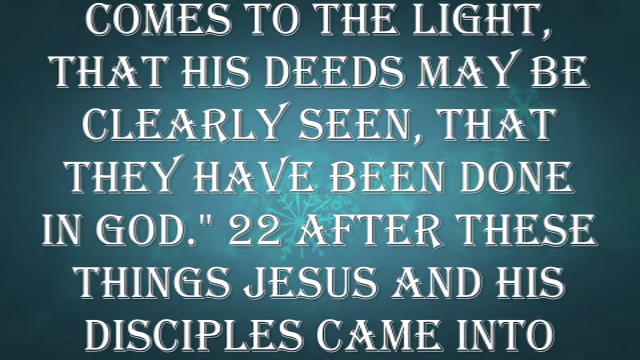 COMES TO THE LIGHT,
THAT HIS DEEDS MAY BE
CLEARLY SEEN, THAT
THEY HAVE BEEN DONE
IN GOD." 22 AFTER THESE
THINGS JESUS AND HIS
DISCIPLES CAME INTO